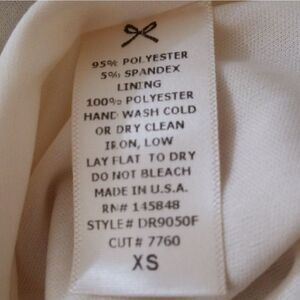 95% POLYESTER
5% SPANDEX
LINING
100% POLYESTER
HAND WASH COLD
OR DRY CLEAN
IRON, LOW
LAY FLAT TO DRY
DO NOT BLEACH
MADE IN U.S.A.
RN# 145848
STYLE# DR9050F
CUT# 7760
XS